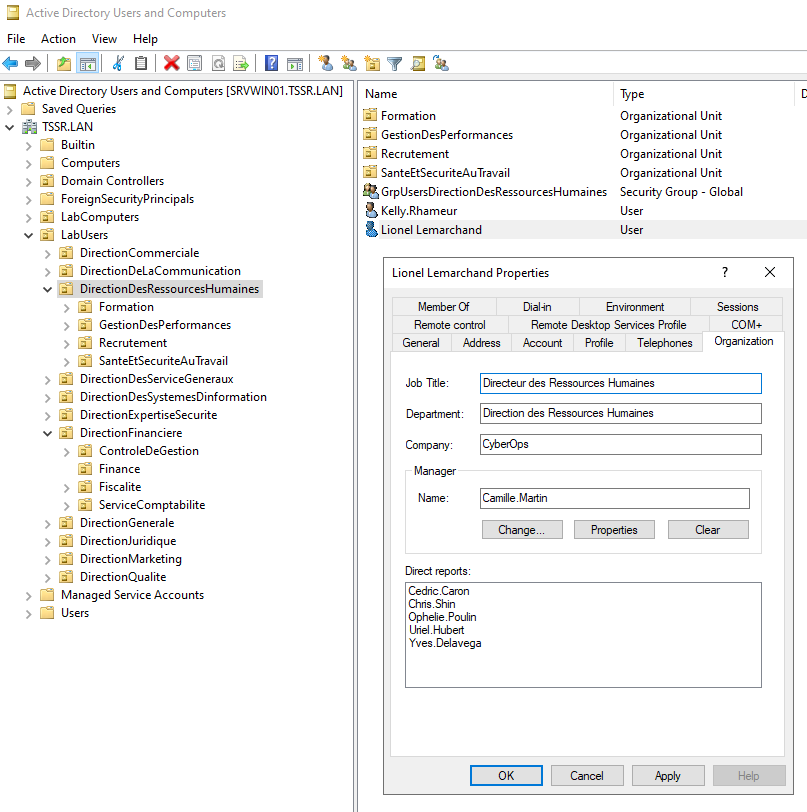 Active Directory Users and Computers
File Action View Help
Active Directory Users and Computers [SRVWIN01.TSSR.LAN]
Saved Queries
TSSR.LAN
Builtin
Computers
Domain Controllers
ForeignSecurityPrincipals
LabComputers
LabUsers
DirectionCommerciale
DirectionDeLaCommunication
DirectionDesRessourcesHumaines
Formation
GestionDesPerformances
Recrutement
SanteEtSecuriteAuTravail
DirectionDesServiceGeneraux
DirectionDesSystemesDinformation
DirectionExpertiseSecurite
DirectionFinanciere
ControleDeGestion
Finance
Fiscalite
ServiceComptabilite
DirectionGenerale
DirectionJuridique
DirectionMarketing
DirectionQualite
Managed Service Accounts
Users
Name Type D
Formation Organizational Unit
GestionDesPerformances Organizational Unit
Recrutement Organizational Unit
SanteEtSecuriteAuTravail Organizational Unit
GrpUsersDirectionDesRessourcesHumaines Security Group - Global
Kelly.Rhameur User
Lionel Lemarchand User
Lionel Lemarchand Properties ?
Member Of Dial-in Environment Sessions
Remote control Remote Desktop Services Profile COM+
General Address Account Profile Telephones Organization
Job Title: Directeur des Ressources Humaines
Department: Direction des Ressources Humaines
Company: CyberOps
Manager
Name: Camille.Martin
Change... Properties Clear
Direct reports:
Cedric.Caron
Chris.Shin
Ophelie.Poulin
Uriel.Hubert
Yves.Delavega
OK Cancel Apply Help